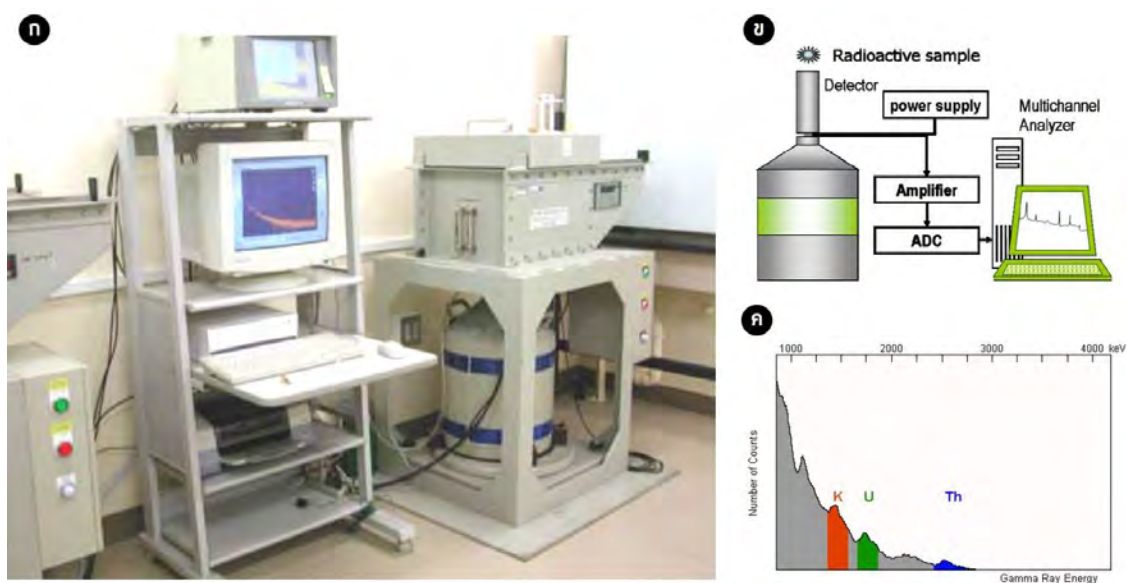 ก
ข
Radioactive sample
Detector
power supply
Multichannel
Analyzer
Amplifier
ADC
ค
1000 2000 3000 4000 keV
Number of Counts
K U Th
Gamma Ray Energy